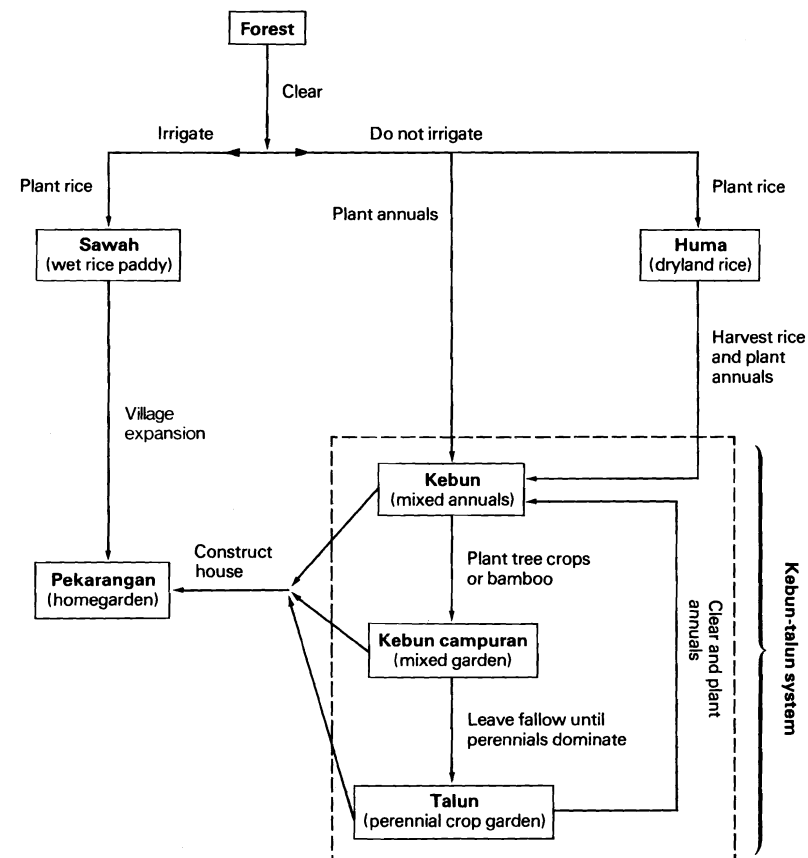 Forest
Clear
Irrigate
Do not irrigate
Plant rice
Plant annuals
Plant rice
Sawah
(wet rice paddy)
Huma
(dryland rice)
Harvest rice
and plant
annuals
Village
expansion
Kebun
(mixed annuals)
Construct
house
Plant tree crops
or bamboo
Pekarangan
(homegarden)
Clear and plant
annuals
Kebun-talun system
Kebun campuran
(mixed garden)
Leave fallow until
perennials dominate
Talun
(perennial crop garden)